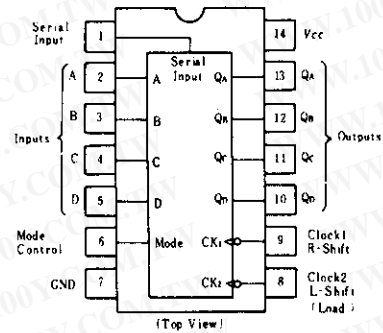 Serial
Input
1
14
Vcc
Serial
Input
A
2
A
QA
13
QA
B
3
B
QB
12
QB
Inputs
Outputs
C
4
C
QC
11
QC
D
5
D
QD
10
QD
Mode
Control
6
Mode
CK1
9
Clock1
R-Shift
GND
7
CK2
8
Clock2
L-Shift
(Load)
(Top View)